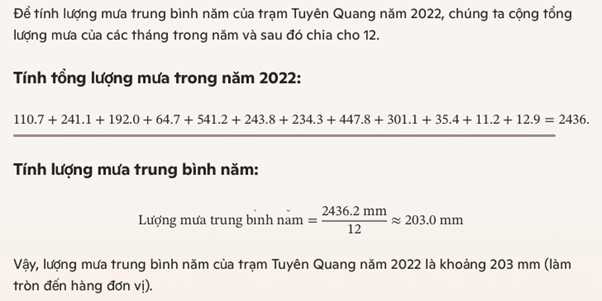 Để tính lượng mưa trung bình năm của trạm Tuyên Quang năm 2022, chúng ta cộng tổng
lượng mưa của các tháng trong năm và sau đó chia cho 12.
Tính tổng lượng mưa trong năm 2022:
110.7 + 241.1 + 192.0 + 64.7 + 541.2 + 243.8 + 234.3 + 447.8 + 301.1 + 35.4 + 11.2 + 12.9 = 2436.
Tính lượng mưa trung bình năm:
Lượng mưa trung bình năm = 2436.2 mm / 12 ≈ 203.0 mm
Vậy, lượng mưa trung bình năm của trạm Tuyên Quang năm 2022 là khoảng 203 mm (làm
tròn đến hàng đơn vị).